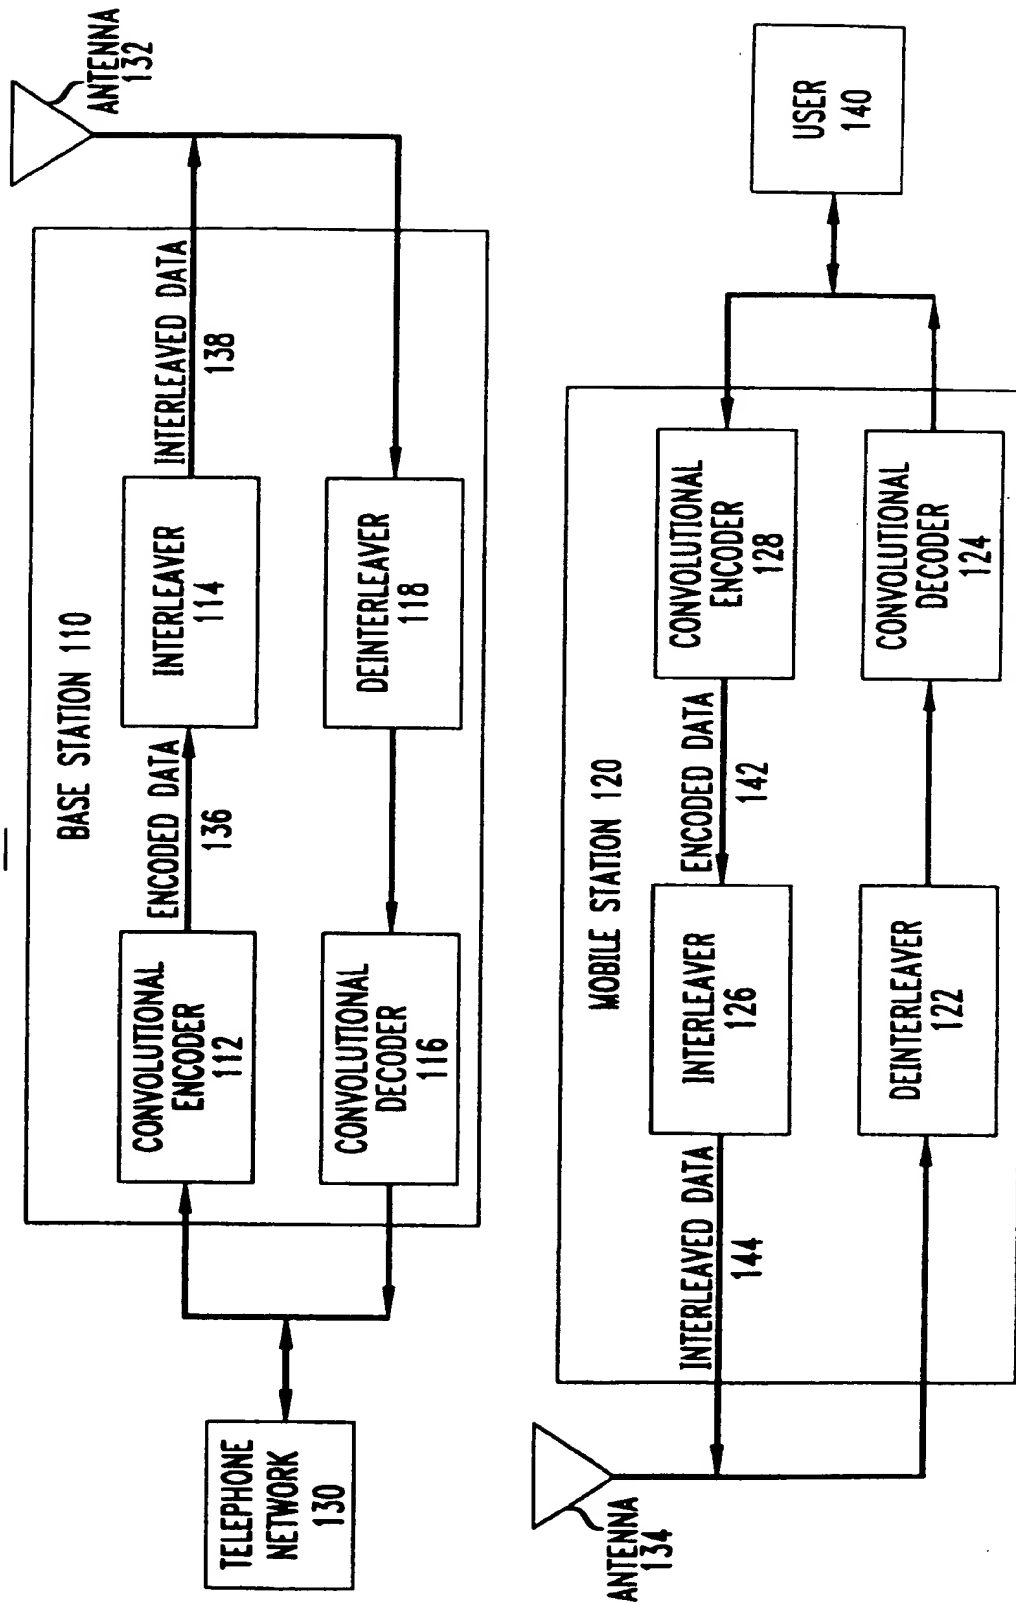 ANTENNA
132
BASE STATION 110
CONVOLUTIONAL
ENCODER
112
ENCODED DATA
136
INTERLEAVER
114
INTERLEAVED DATA
138
CONVOLUTIONAL
DECODER
116
DEINTERLEAVER
118
TELEPHONE
NETWORK
130
MOBILE STATION 120
ANTENNA
134
INTERLEAVED DATA
144
INTERLEAVER
126
ENCODED DATA
142
CONVOLUTIONAL
ENCODER
128
DEINTERLEAVER
122
CONVOLUTIONAL
DECODER
124
USER
140